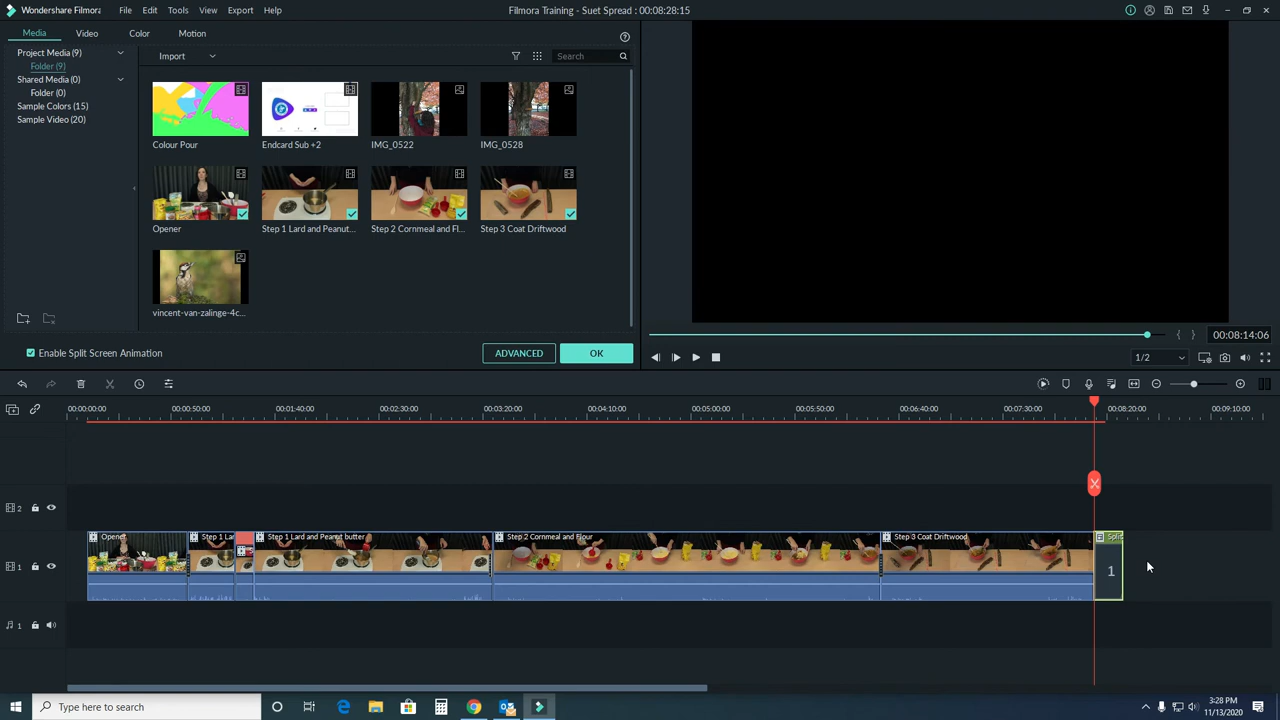 Wondershare Filmora File Edit Tools View Export Help Filmora Training - Suet Spread : 00:08:28:15
Media Video Color Motion
Project Media (9)
Folder (9)
Shared Media (0)
Folder (0)
Sample Colors (15)
Sample Video (20)
Import Search
Colour Pour Endcard Sub +2 IMG_0522 IMG_0528
Opener Step 1 Lard and Peanut... Step 2 Cornmeal and Fl... Step 3 Coat Driftwood
vincent-van-zalinge-4c...
Enable Split Screen Animation ADVANCED OK
00:08:14:06
1/2
00:00:00:00 00:00:50:00 00:01:40:00 00:02:30:00 00:03:20:00 00:04:10:00 00:05:00:00 00:05:50:00 00:06:40:00 00:07:30:00 00:08:20:00 00:09:10:00
2
Opener Step 1 La Step 1 Lard and Peanut butter Step 2 Cornmeal and Flour Step 3 Coat Driftwood Split
1 1
1
Type here to search
3:28 PM
11/13/2020